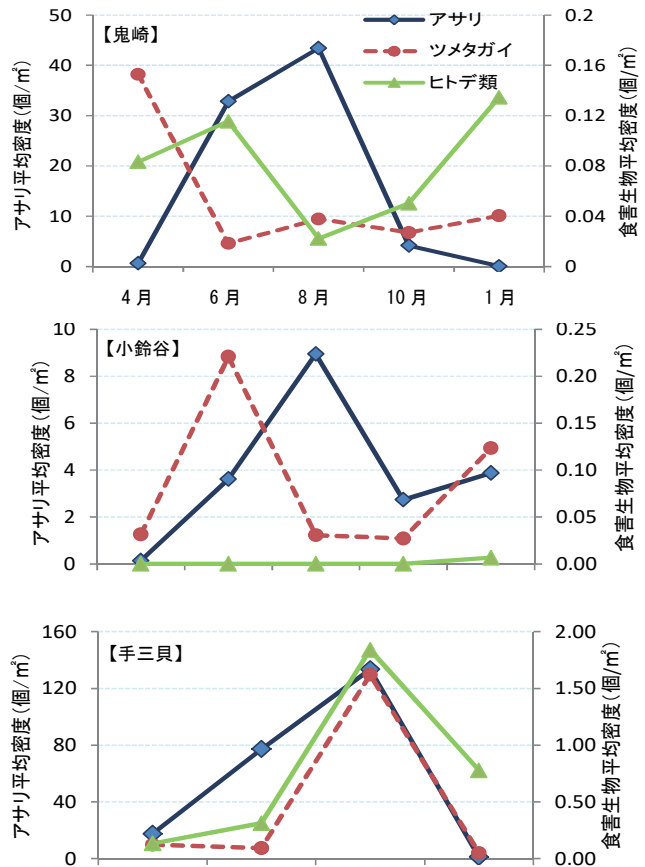 【鬼崎】
アサリ
ツメタガイ
ヒトデ類
アサリ平均密度(個/㎡)
50
40
30
20
10
0
0.2
0.16
0.12
0.08
0.04
0
食害生物平均密度(個/㎡)
4月 6月 8月 10月 1月
【小鈴谷】
アサリ平均密度(個/㎡)
10
8
6
4
2
0
0.25
0.20
0.15
0.10
0.05
0.00
食害生物平均密度(個/㎡)
【手三貝】
アサリ平均密度(個/㎡)
160
120
80
40
0
2.00
1.50
1.00
0.50
0.00
食害生物平均密度(個/㎡)